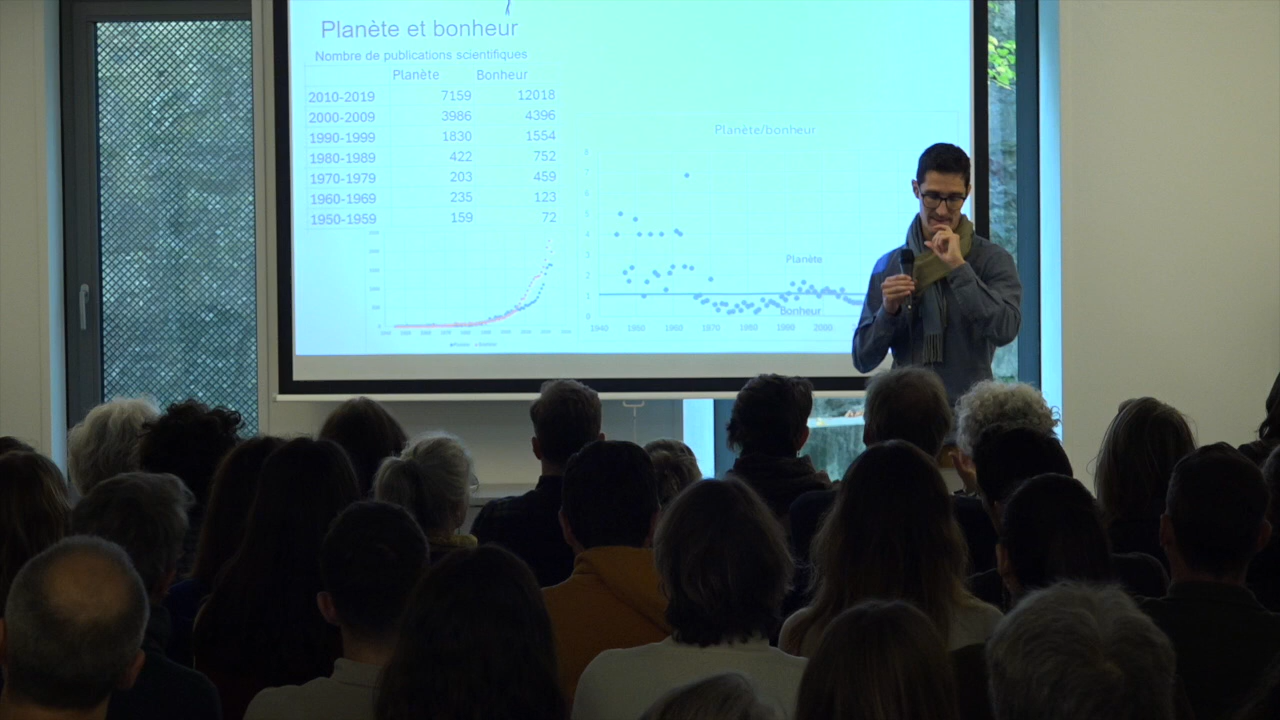 Planète et bonheur
Nombre de publications scientifiques
Planète Bonheur
2010-2019 7159 12018
2000-2009 3986 4396
1990-1999 1830 1554
1980-1989 422 752
1970-1979 203 459
1960-1969 235 123
1950-1959 159 72
Planète/bonheur
Planète
Bonheur
1940 1950 1960 1970 1980 1990 2000